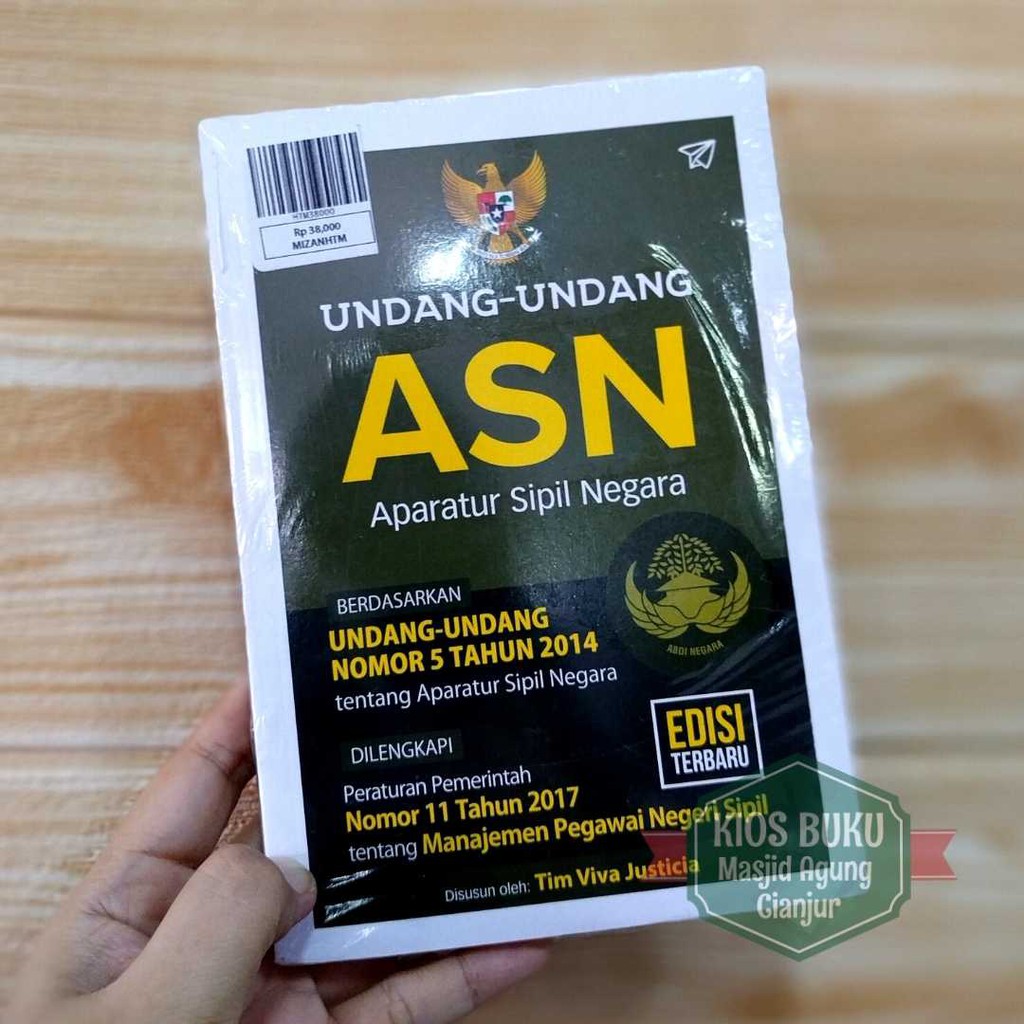 HTM38000
Rp 38,000
MIZANHTM
UNDANG-UNDANG
ASN
Aparatur Sipil Negara
BERDASARKAN
UNDANG-UNDANG
NOMOR 5 TAHUN 2014
tentang Aparatur Sipil Negara
ABDI NEGARA
DILENGKAPI
Peraturan Pemerintah
Nomor 11 Tahun 2017
tentang Manajemen Pegawai Negeri Sipil
EDISI
TERBARU
Disusun oleh: Tim Viva Justicia
KIOS BUKU
Masjid Agung
Cianjur